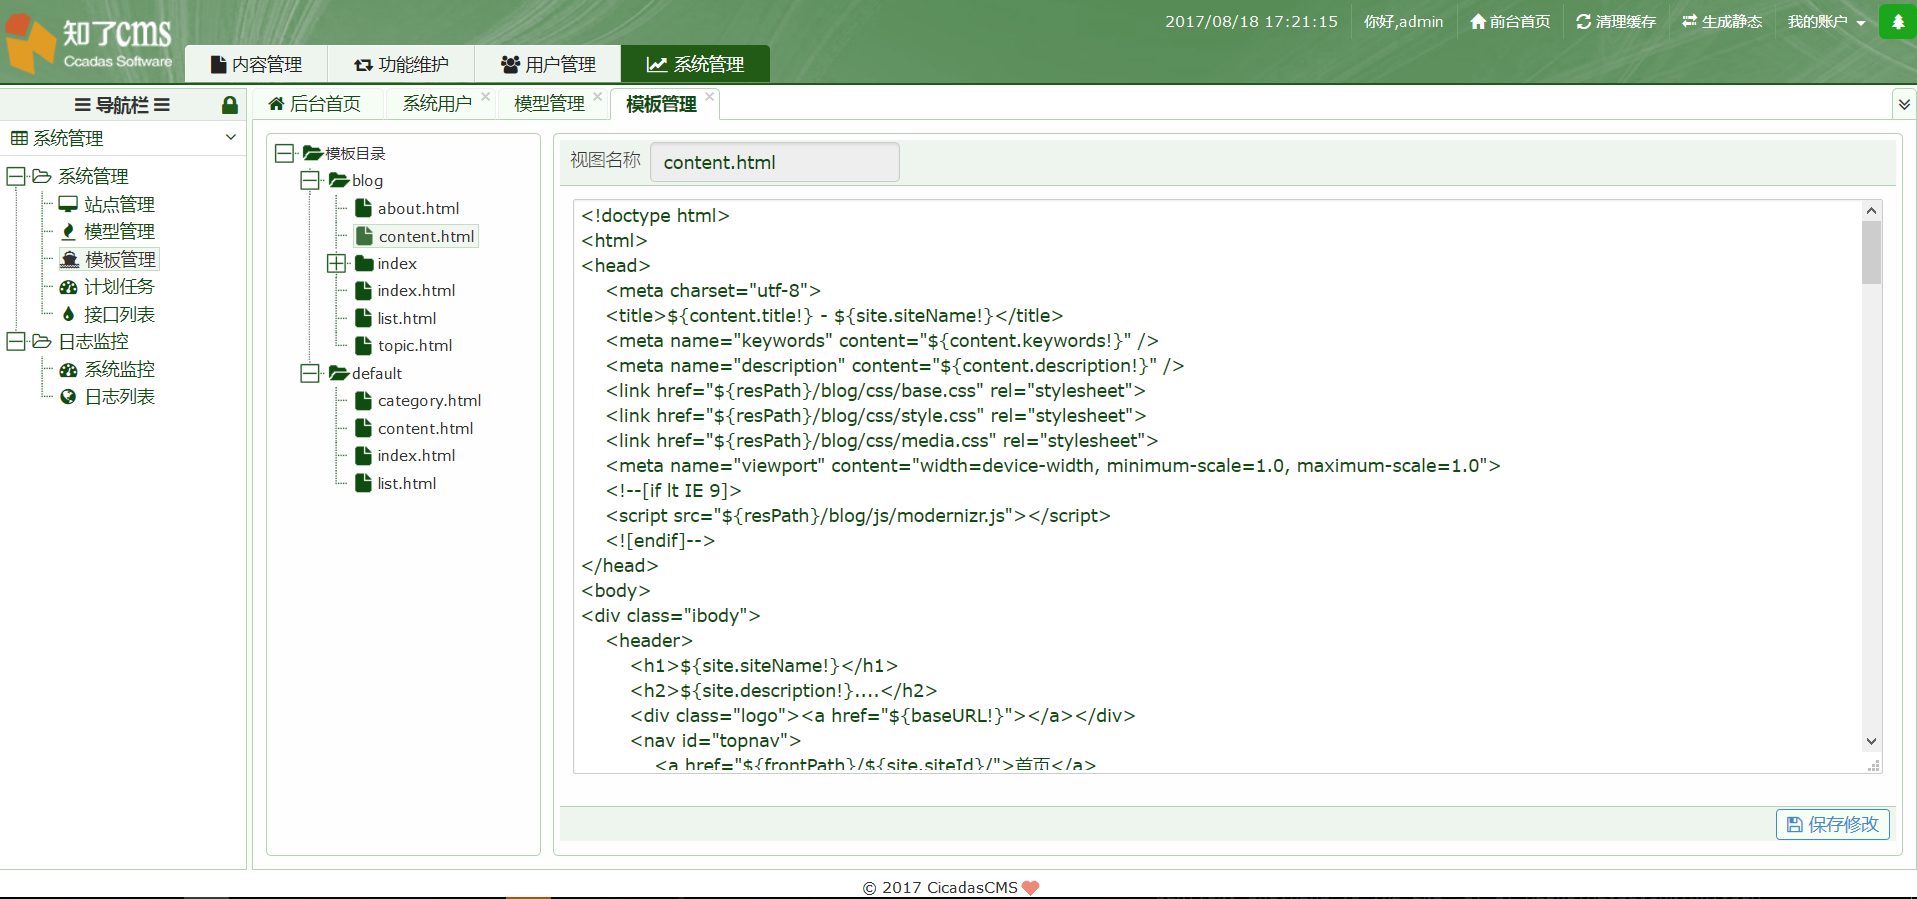 知了cms
Ccadas Software
2017/08/18 17:21:15
你好,admin
前台首页
清理缓存
生成静态
我的账户
内容管理
功能维护
用户管理
系统管理
导航栏
系统管理
系统管理
站点管理
模型管理
模板管理
计划任务
接口列表
日志监控
系统监控
日志列表
后台首页
系统用户
模型管理
模板管理
模板目录
blog
about.html
content.html
index
index.html
list.html
topic.html
default
category.html
content.html
index.html
list.html
视图名称
content.html
<!doctype html>
<html>
<head>
<meta charset="utf-8">
<title>${content.title!} - ${site.siteName!}</title>
<meta name="keywords" content="${content.keywords!}" />
<meta name="description" content="${content.description!}" />
<link href="${resPath}/blog/css/base.css" rel="stylesheet">
<link href="${resPath}/blog/css/style.css" rel="stylesheet">
<link href="${resPath}/blog/css/media.css" rel="stylesheet">
<meta name="viewport" content="width=device-width, minimum-scale=1.0, maximum-scale=1.0">
<!--[if lt IE 9]>
<script src="${resPath}/blog/js/modernizr.js"></script>
<![endif]-->
</head>
<body>
<div class="ibody">
<header>
<h1>${site.siteName!}</h1>
<h2>${site.description!}....</h2>
<div class="logo"><a href="${baseURL!}"></a></div>
<nav id="topnav">
<a href="${frontPath}/${site.siteId}/">首页</a>
保存修改
© 2017 CicadasCMS